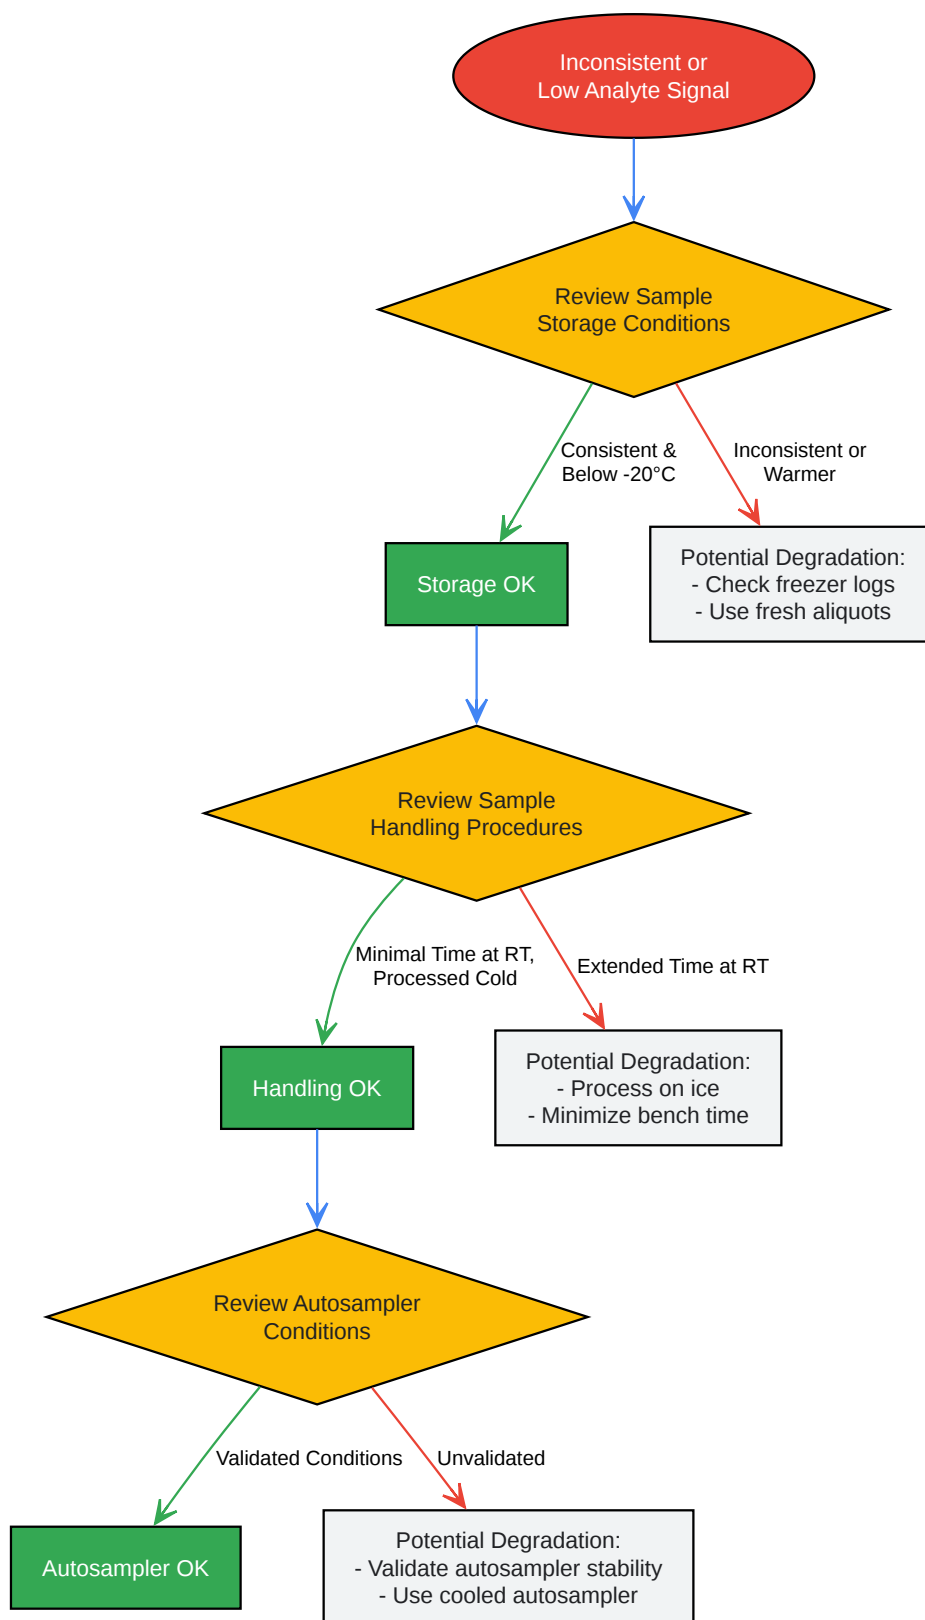 Inconsistent or
Low Analyte Signal
Review Sample
Storage Conditions
Consistent &
Below -20°C
Inconsistent or
Warmer
Storage OK
Potential Degradation:
- Check freezer logs
- Use fresh aliquots
Review Sample
Handling Procedures
Minimal Time at RT,
Processed Cold
Extended Time at RT
Handling OK
Potential Degradation:
- Process on ice
- Minimize bench time
Review Autosampler
Conditions
Validated Conditions
Unvalidated
Autosampler OK
Potential Degradation:
- Validate autosampler stability
- Use cooled autosampler